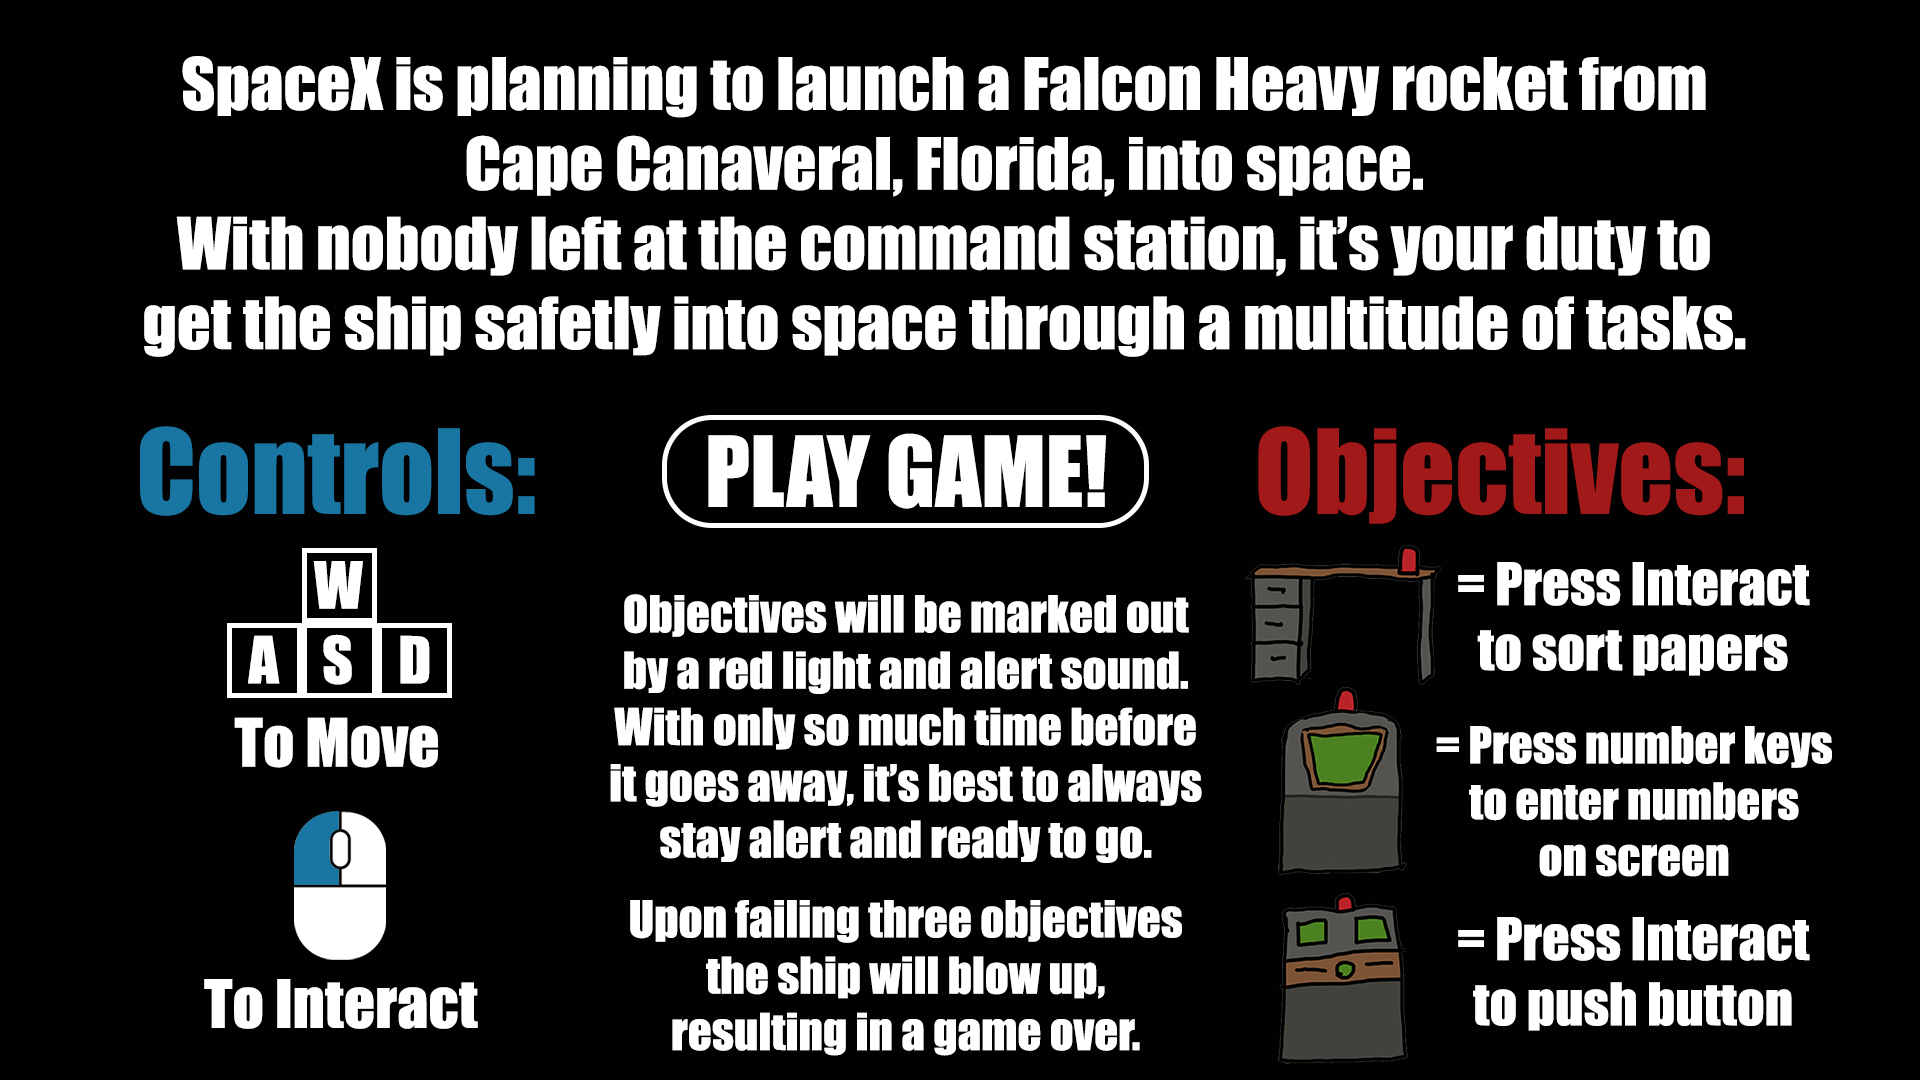 SpaceX is planning to launch a Falcon Heavy rocket from
Cape Canaveral, Florida, into space.
With nobody left at the command station, it’s your duty to
get the ship safetly into space through a multitude of tasks.
Controls:
W
A S D
To Move
To Interact
PLAY GAME!
Objectives will be marked out
by a red light and alert sound.
With only so much time before
it goes away, it’s best to always
stay alert and ready to go.
Upon failing three objectives
the ship will blow up,
resulting in a game over.
Objectives:
= Press Interact
to sort papers
= Press number keys
to enter numbers
on screen
= Press Interact
to push button